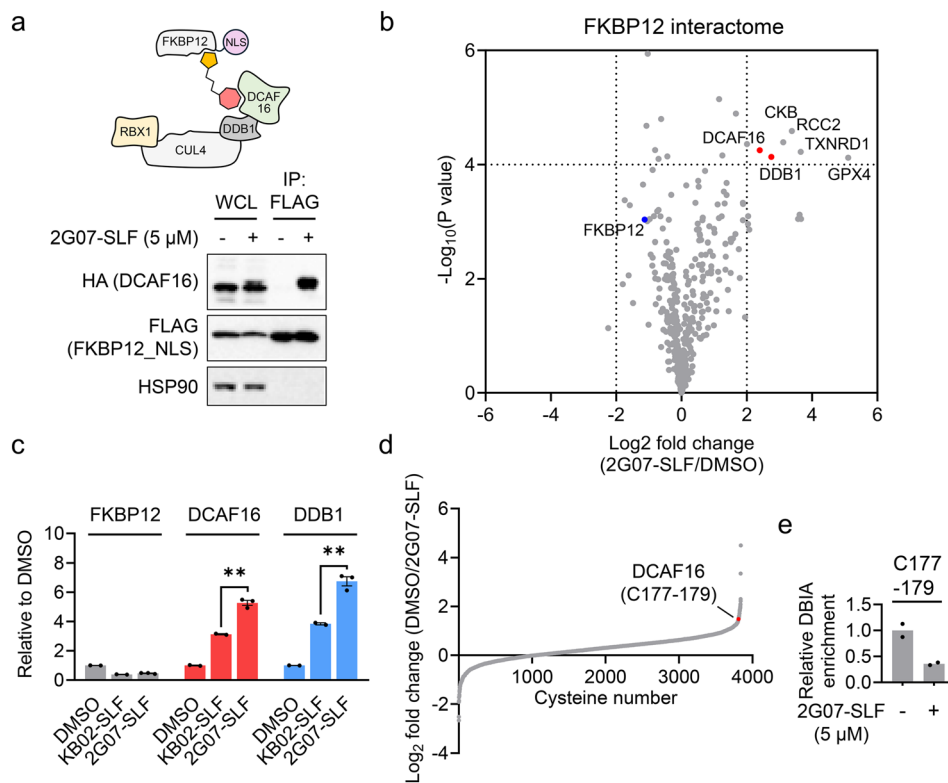 a
FKBP12
NLS
DCAF
16
DDB1
RBX1
CUL4
IP:
WCL FLAG
2G07-SLF (5 μM) - + - +
HA (DCAF16)
FLAG
(FKBP12_NLS)
HSP90
b
FKBP12 interactome
6
4
2
0
-Log10(P value)
CKB
RCC2
DCAF16
TXNRD1
DDB1
GPX4
FKBP12
-6 -4 -2 0 2 4 6
Log2 fold change
(2G07-SLF/DMSO)
c
FKBP12 DCAF16 DDB1
10
8
6
4
2
0
Relative to DMSO
**
**
DMSO
KB02-SLF
2G07-SLF
DMSO
KB02-SLF
2G07-SLF
DMSO
KB02-SLF
2G07-SLF
d
Log2 fold change (DMSO/2G07-SLF)
6
4
2
0
-2
-4
DCAF16
(C177-179)
1000 2000 3000 4000
Cysteine number
e
C177
-179
Relative DBIA
enrichment
1.5
1.0
0.5
0.0
2G07-SLF - +
(5 μM)